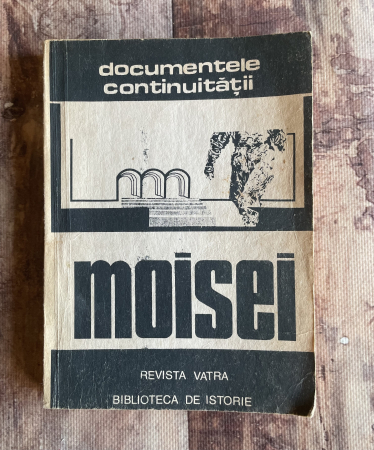 documentele
continuității
moisei
REVISTA VATRA
BIBLIOTECA DE ISTORIE